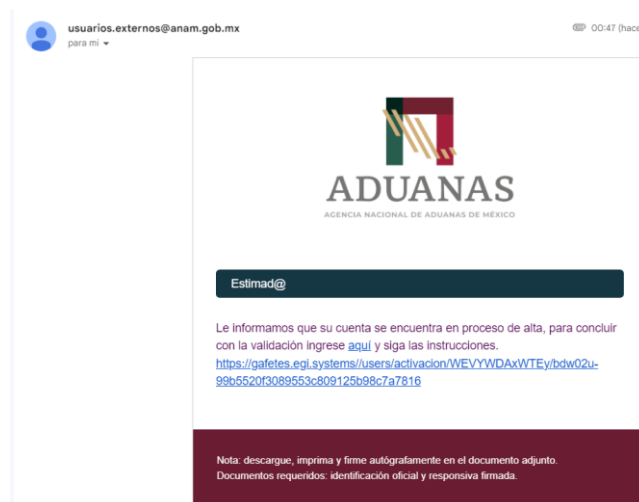 usuarios.externos@anam.gob.mx
00:47 (hace
para mi
ADUANAS
AGENCIA NACIONAL DE ADUANAS DE MÉXICO
Estimad@
Le informamos que su cuenta se encuentra en proceso de alta, para concluir
con la validación ingrese aquí y siga las instrucciones.
https://gafetes.egi.systems//users/activacion/WEVYWDAxWTEy/bdw02u-
99b5520f3089553c809125b98c7a7816
Nota: descargue, imprima y firme autógrafamente en el documento adjunto.
Documentos requeridos: identificación oficial y responsiva firmada.